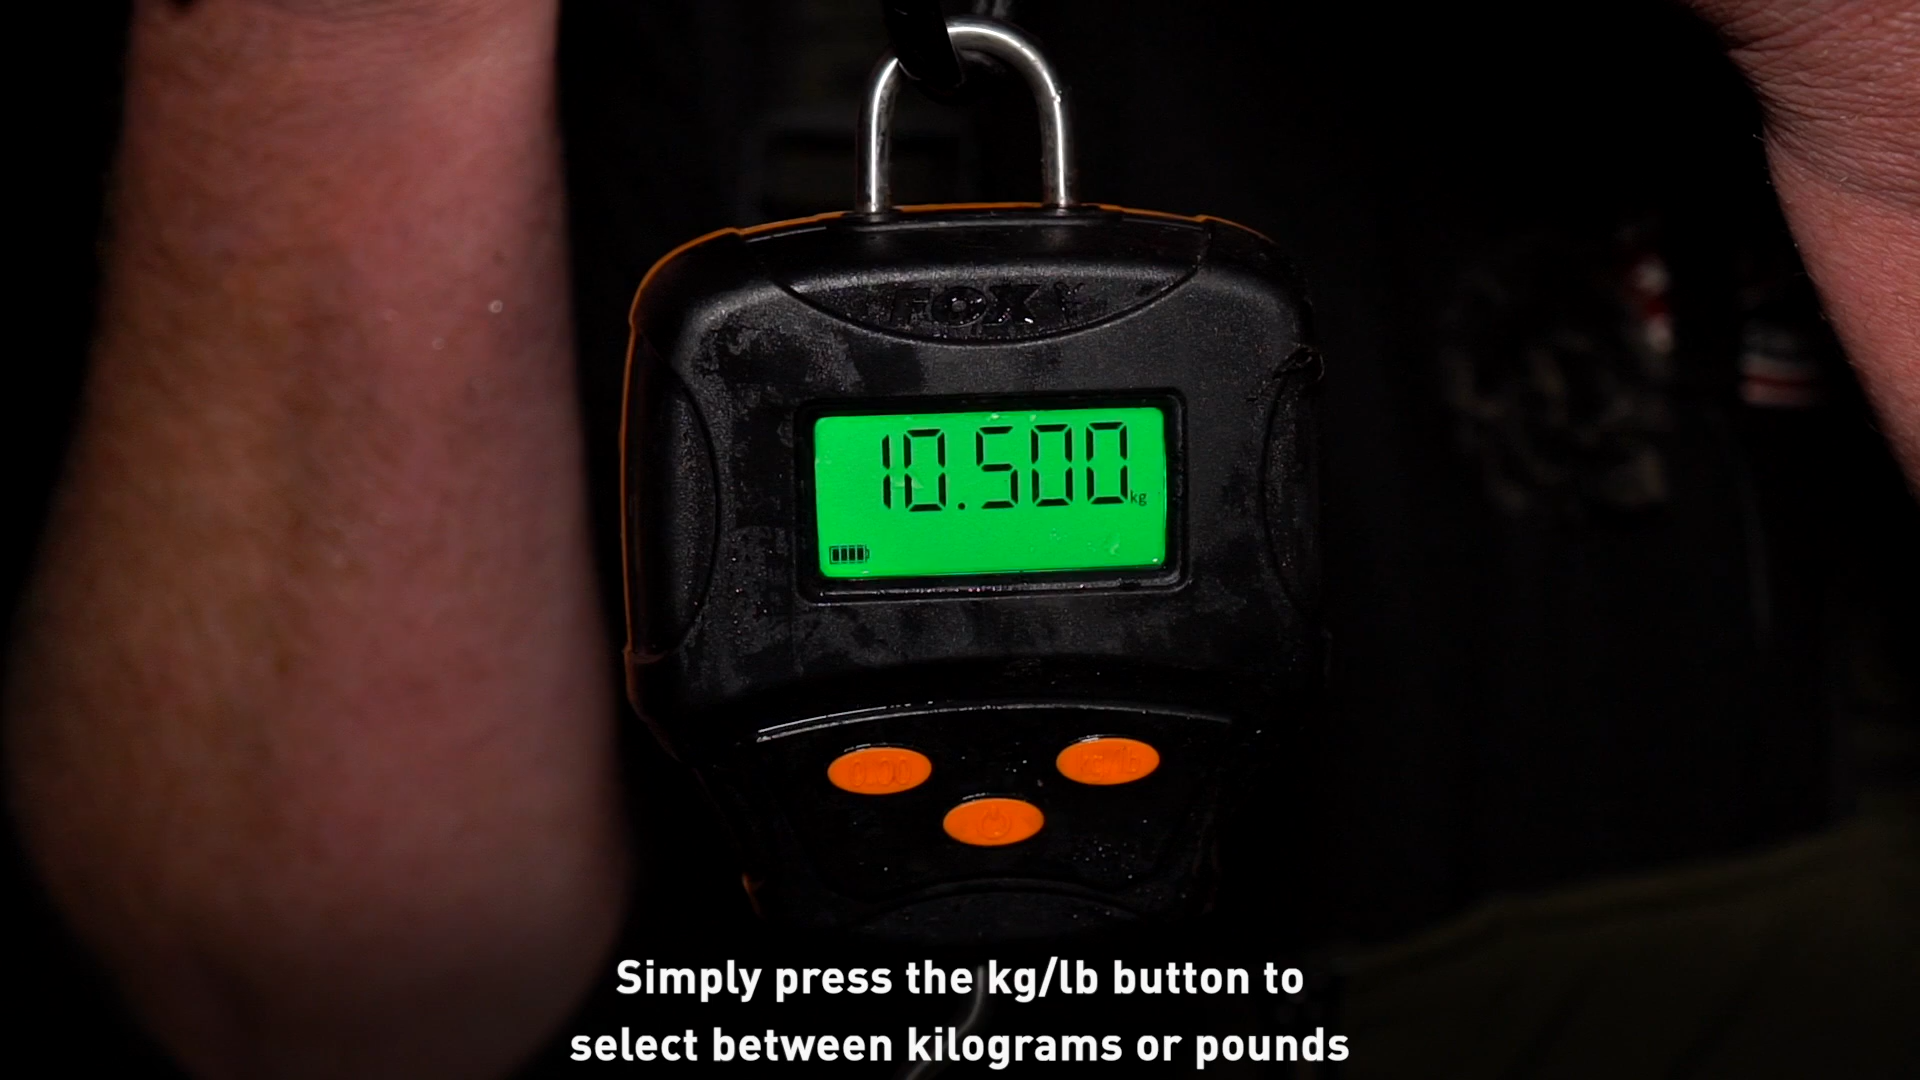 FOX
10.500 kg
0.00
kg/lb
Simply press the kg/lb button to
select between kilograms or pounds